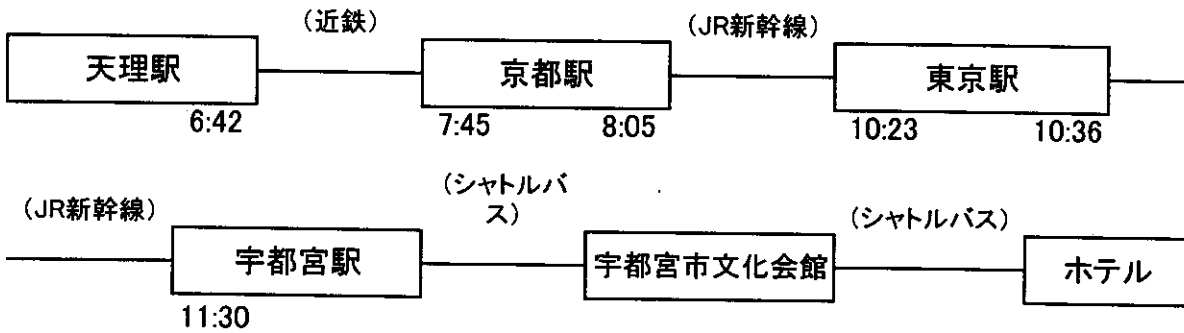 (近鉄)
(JR新幹線)
天理駅
京都駅
東京駅
6:42
7:45
8:05
10:23
10:36
(JR新幹線)
(シャトルバ
ス)
(シャトルバス)
宇都宮駅
宇都宮市文化会館
ホテル
11:30